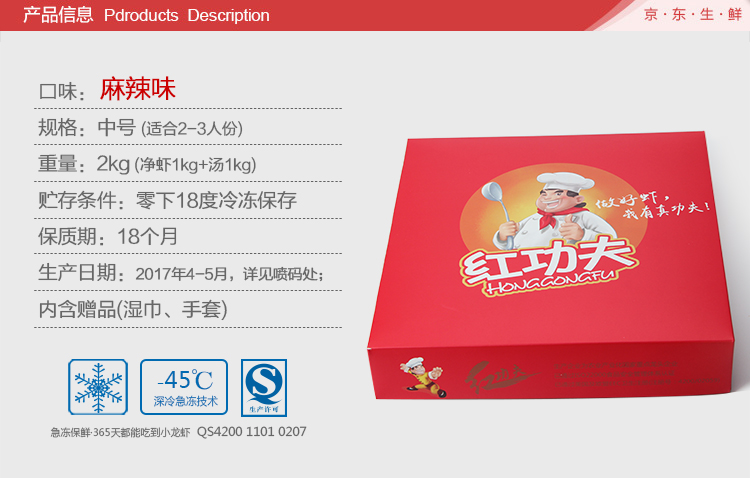 产品信息 Pdroducts Description
京·东·生·鲜
口味：麻辣味
规格：中号 (适合2-3人份)
重量：2kg (净虾1kg+汤1kg)
贮存条件：零下18度冷冻保存
保质期：18个月
生产日期：2017年4-5月，详见喷码处；
内含赠品(湿巾、手套)
做好虾，
我有真功夫！
红功夫
HONGGONGFU
-45℃
深冷急冻技术
生产许可
急冻保鲜·365天都能吃到小龙虾 QS4200 1101 0207